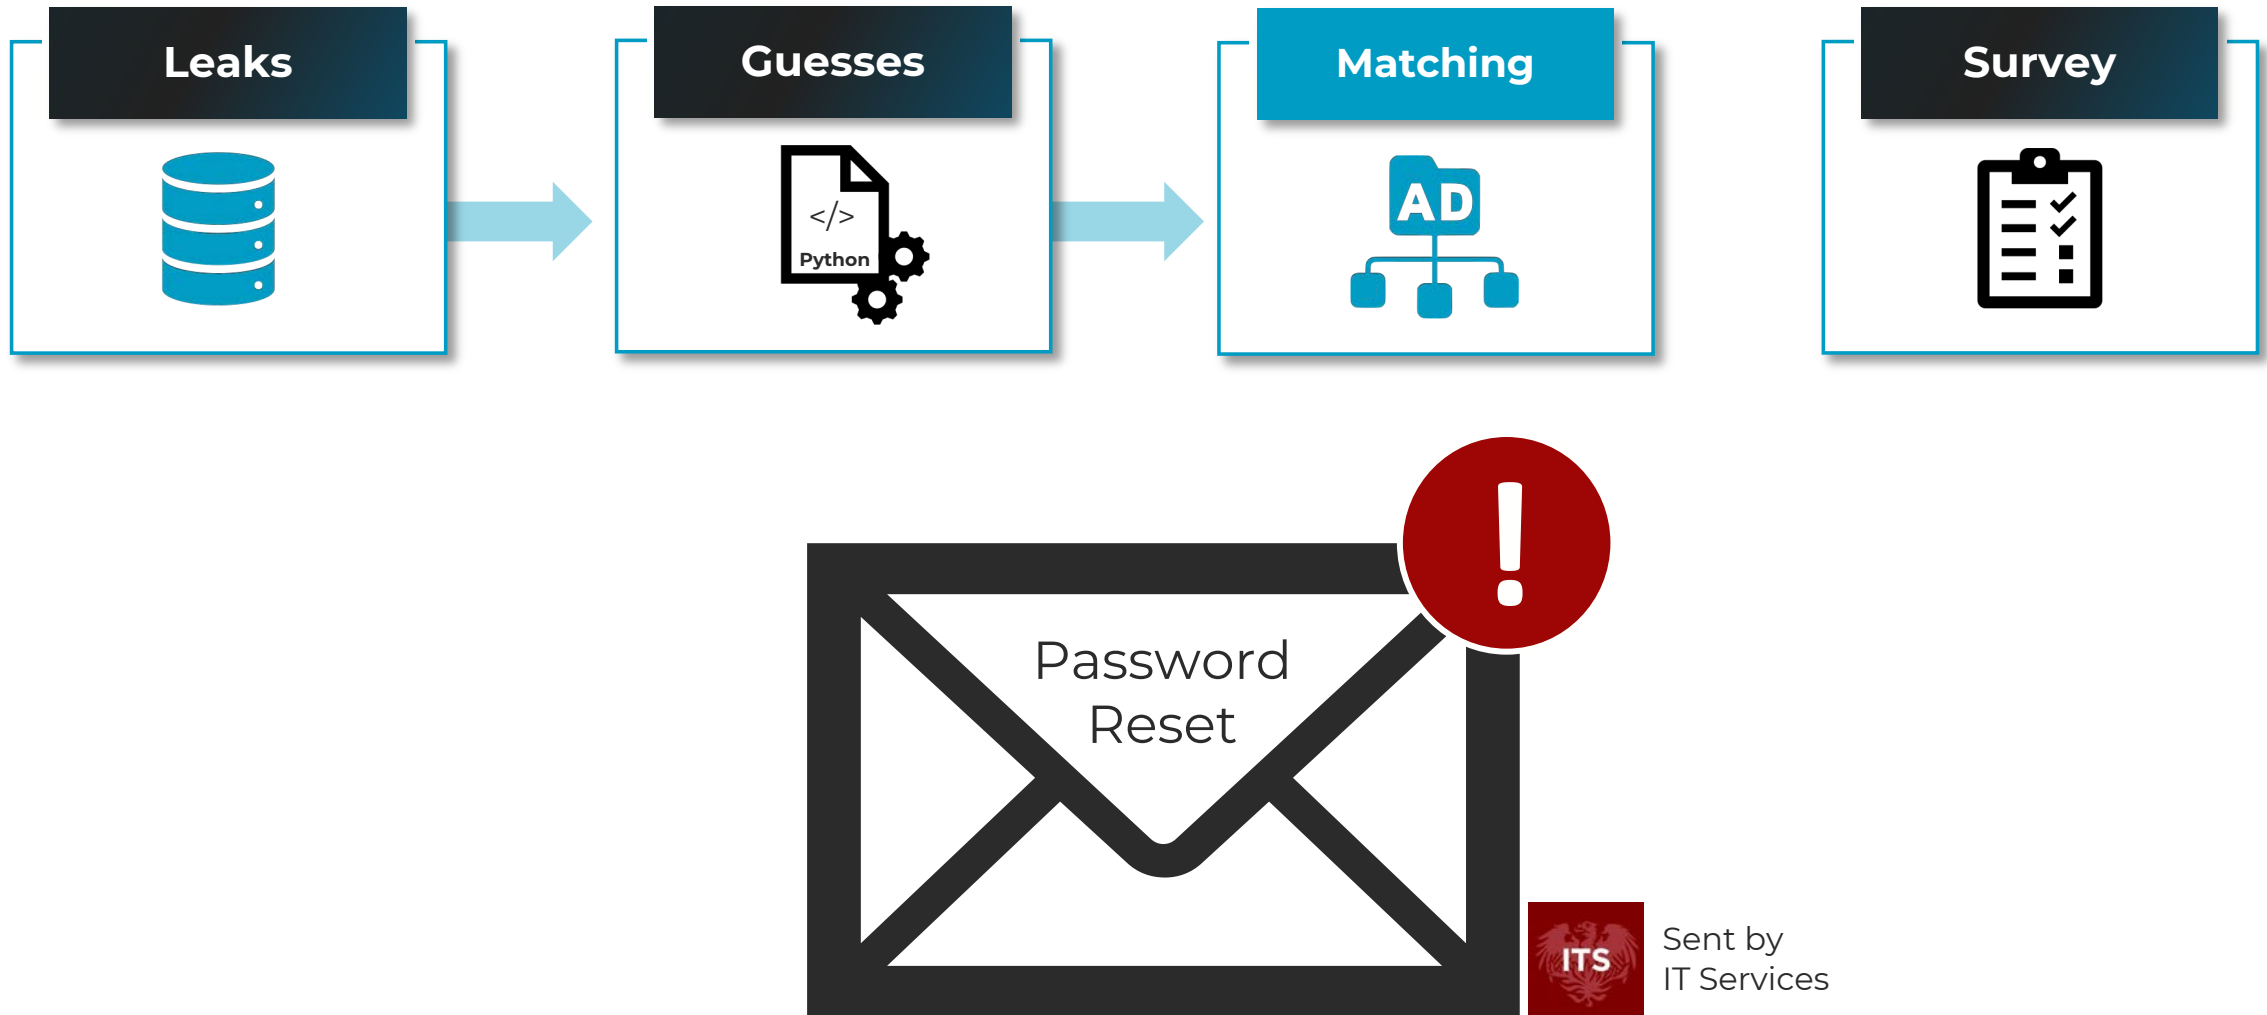 Leaks
Guesses
Matching
Survey
</>
Python
AD
!
Password
Reset
ITS
Sent by
IT Services